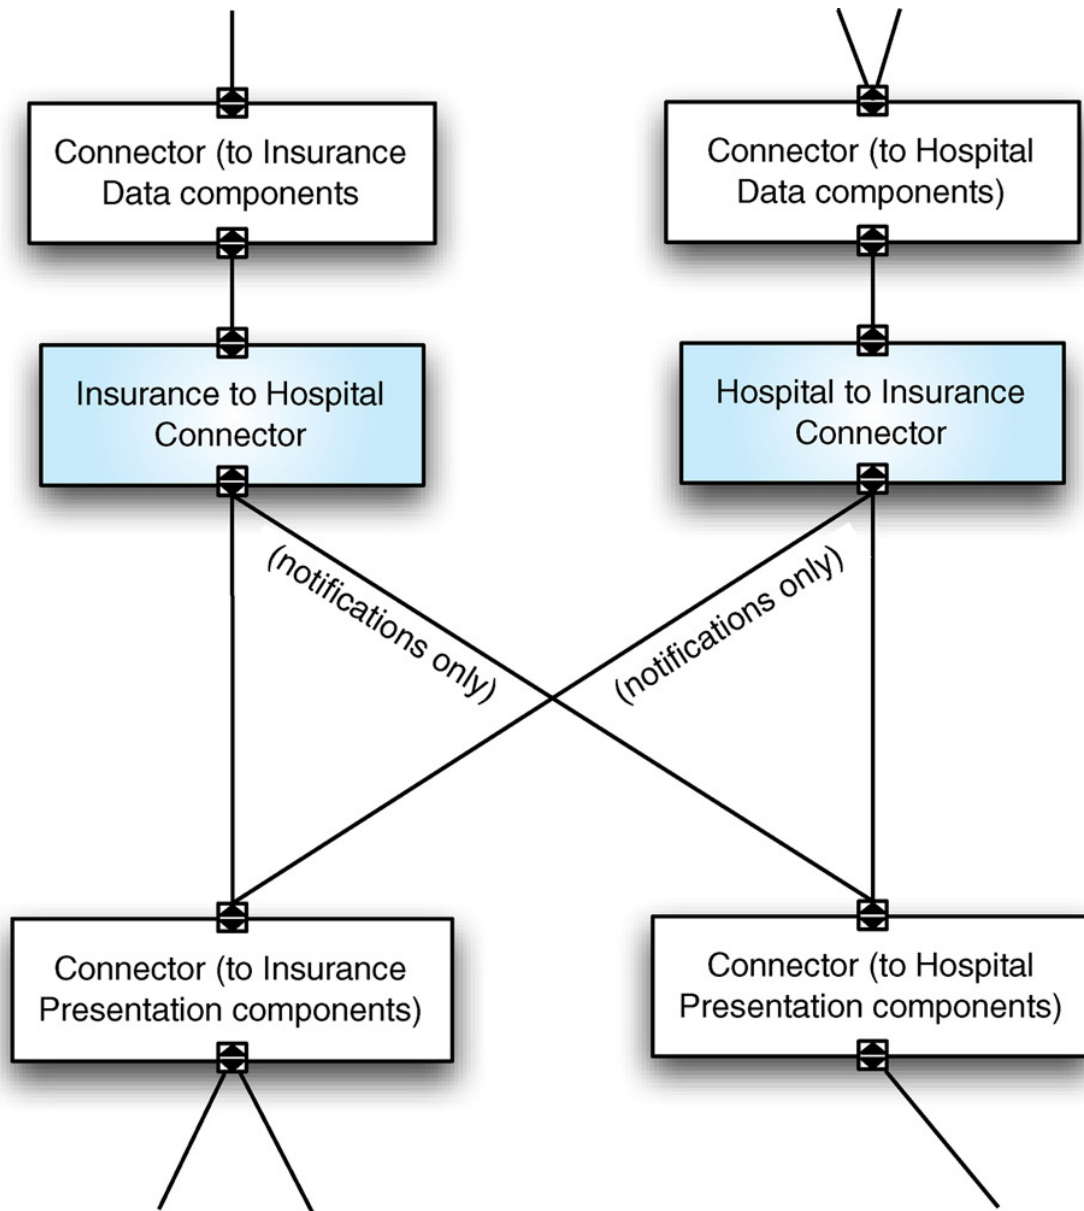 Connector (to Insurance
Data components
Connector (to Hospital
Data components)
Insurance to Hospital
Connector
Hospital to Insurance
Connector
(notifications only)
(notifications only)
Connector (to Insurance
Presentation components)
Connector (to Hospital
Presentation components)